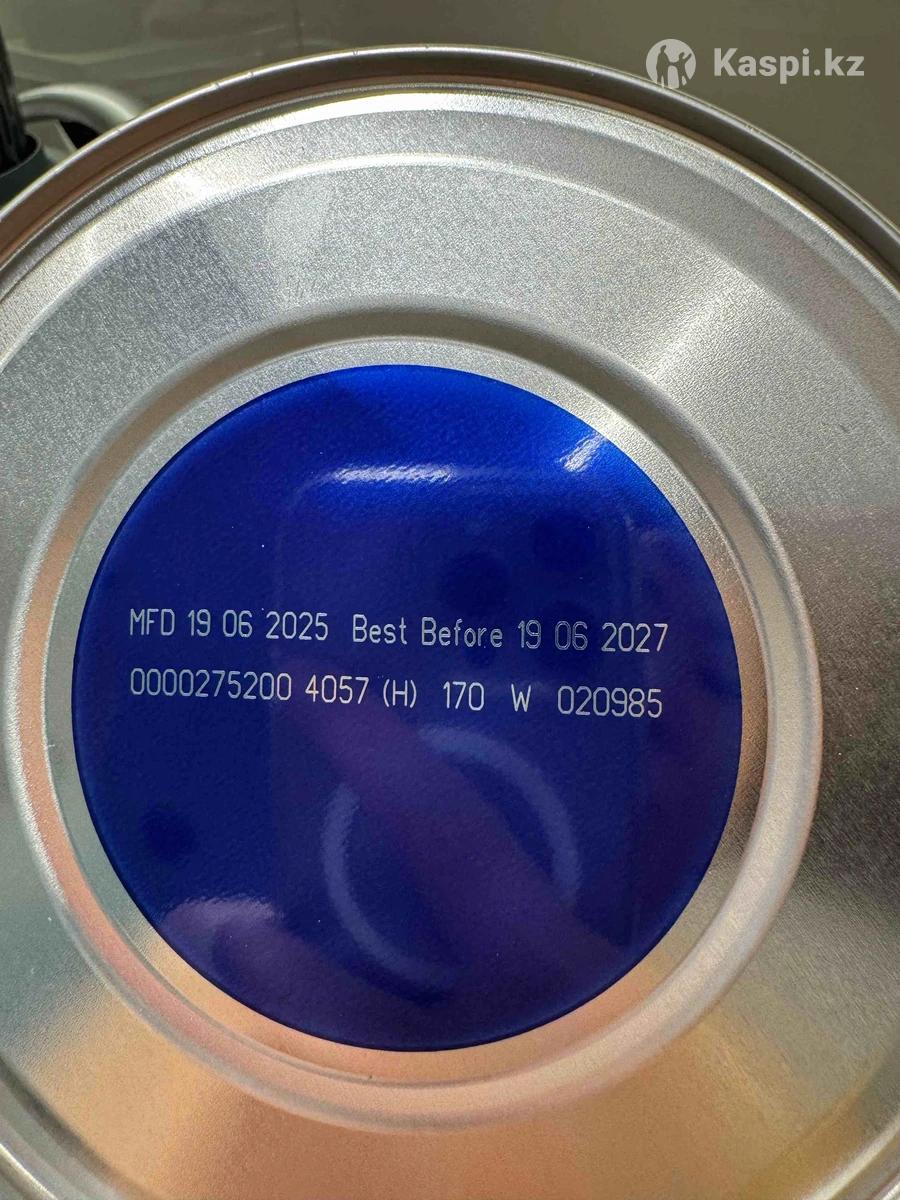 Kaspi.kz
MFD 19 06 2025 Best Before 19 06 2027
0000275200 4057 (H) 170 W 020985